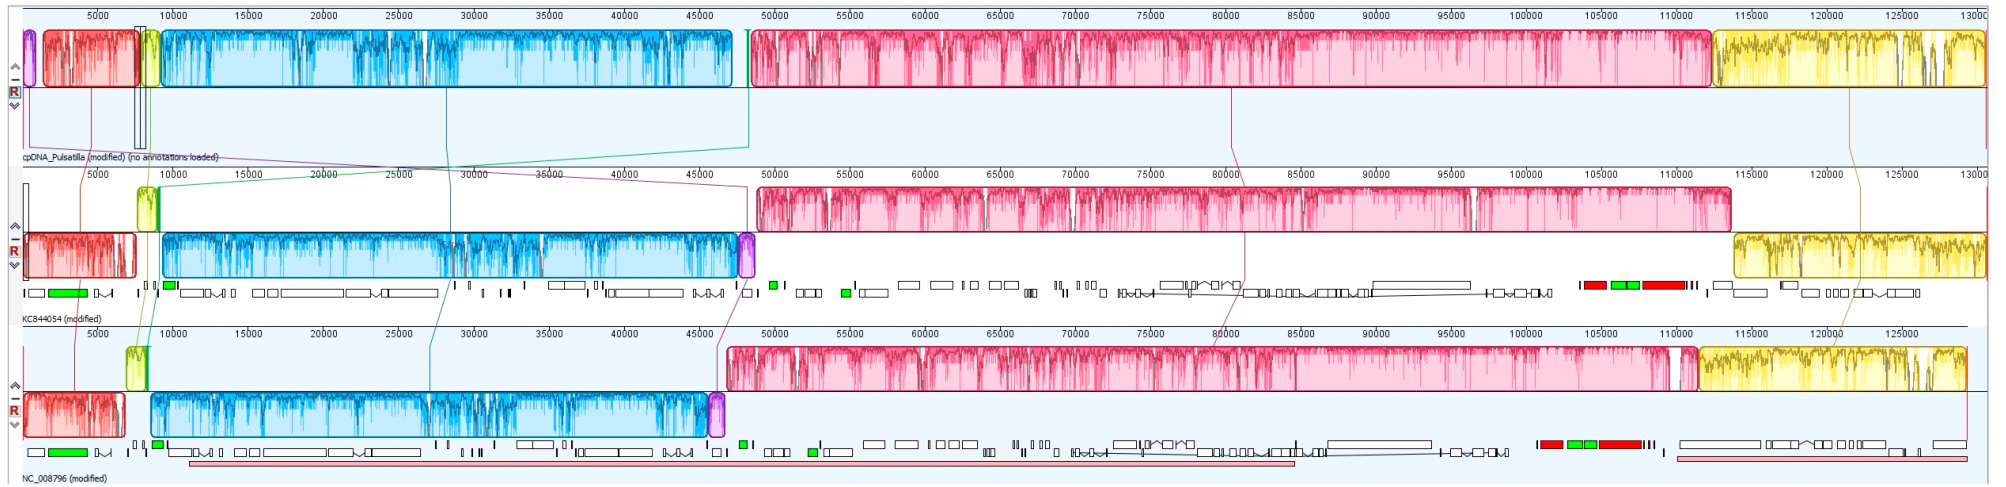 5000 10000 15000 20000 25000 30000 35000 40000 45000 50000 55000 60000 65000 70000 75000 80000 85000 90000 95000 100000 105000 110000 115000 120000 125000 13000
R
cpDNA_Pulsatilla (modified) (no annotations loaded)
5000 10000 15000 20000 25000 30000 35000 40000 45000 50000 55000 60000 65000 70000 75000 80000 85000 90000 95000 100000 105000 110000 115000 120000 125000 13000
R
KC844054 (modified)
5000 10000 15000 20000 25000 30000 35000 40000 45000 50000 55000 60000 65000 70000 75000 80000 85000 90000 95000 100000 105000 110000 115000 120000 125000
R
NC_008796 (modified)